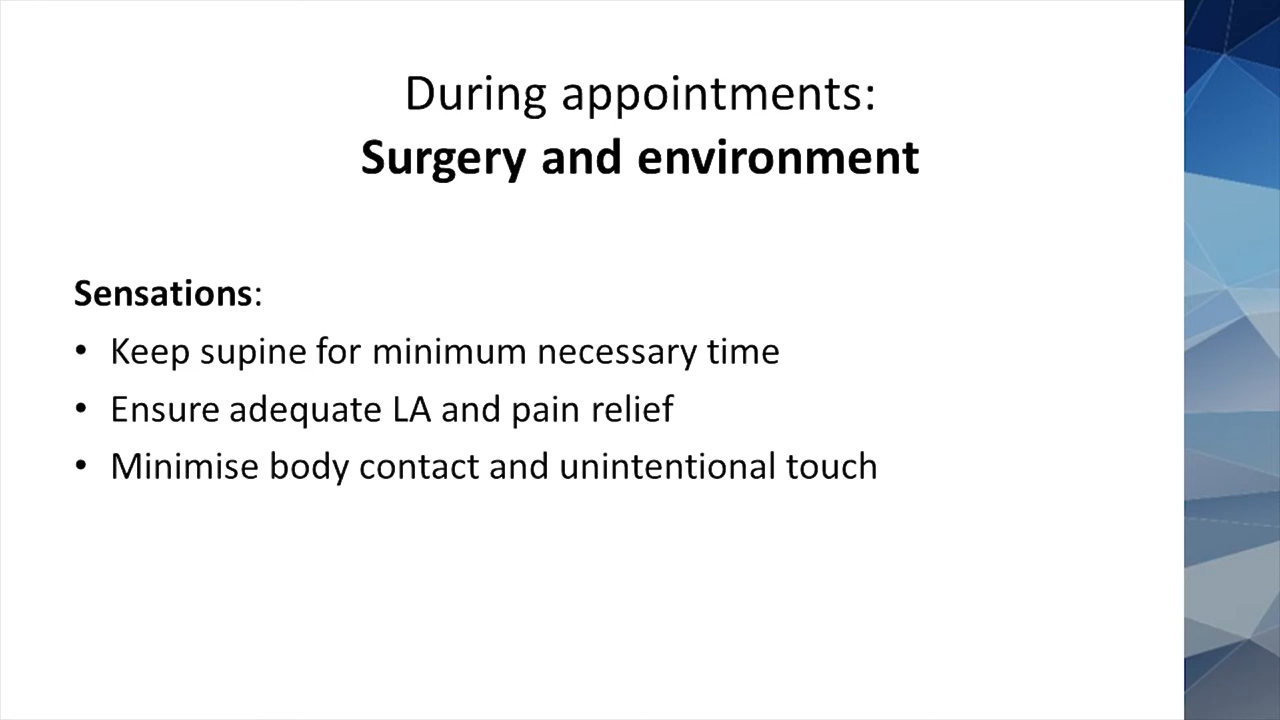 During appointments:
Surgery and environment
Sensations:
• Keep supine for minimum necessary time
• Ensure adequate LA and pain relief
• Minimise body contact and unintentional touch